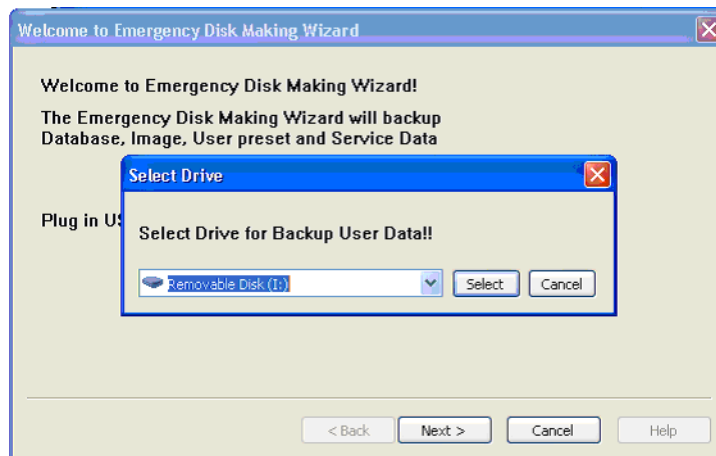 Welcome to Emergency Disk Making Wizard
Welcome to Emergency Disk Making Wizard!
The Emergency Disk Making Wizard will backup
Database, Image, User preset and Service Data
Select Drive
Plug in
Select Drive for Backup User Data!!
Removable Disk (I:)
Select
Cancel
< Back
Next >
Cancel
Help